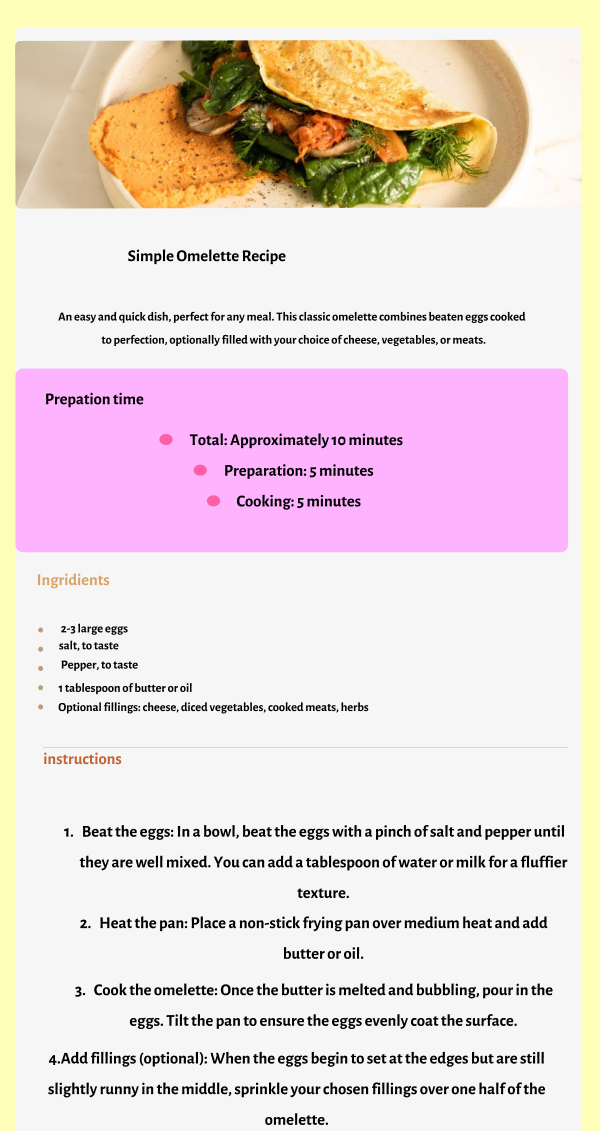 Simple Omelette Recipe
An easy and quick dish, perfect for any meal. This classic omelette combines beaten eggs cooked
to perfection, optionally filled with your choice of cheese, vegetables, or meats.
Prepation time
Total: Approximately 10 minutes
Preparation: 5 minutes
Cooking: 5 minutes
Ingridients
2-3 large eggs
salt, to taste
Pepper, to taste
1 tablespoon of butter or oil
Optional fillings: cheese, diced vegetables, cooked meats, herbs
instructions
1. Beat the eggs: In a bowl, beat the eggs with a pinch of salt and pepper until
they are well mixed. You can add a tablespoon of water or milk for a fluffier
texture.
2. Heat the pan: Place a non-stick frying pan over medium heat and add
butter or oil.
3. Cook the omelette: Once the butter is melted and bubbling, pour in the
eggs. Tilt the pan to ensure the eggs evenly coat the surface.
4.Add fillings (optional): When the eggs begin to set at the edges but are still
slightly runny in the middle, sprinkle your chosen fillings over one half of the
omelette.